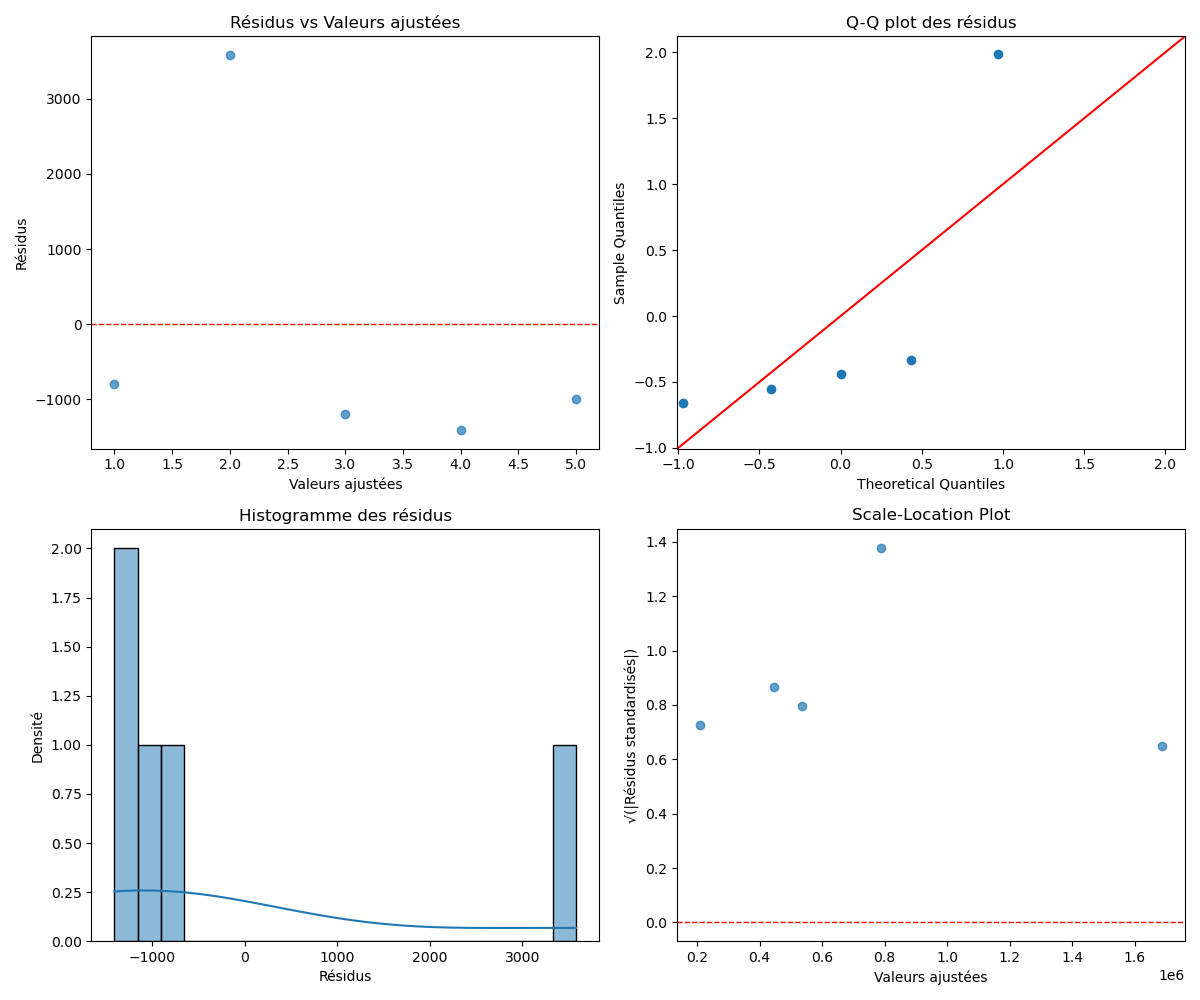 Résidus vs Valeurs ajustées
Résidus
3000
2000
1000
0
−1000
1.0 1.5 2.0 2.5 3.0 3.5 4.0 4.5 5.0
Valeurs ajustées
Q-Q plot des résidus
Sample Quantiles
2.0
1.5
1.0
0.5
0.0
−0.5
−1.0
−1.0 −0.5 0.0 0.5 1.0 1.5 2.0
Theoretical Quantiles
Histogramme des résidus
Densité
2.00
1.75
1.50
1.25
1.00
0.75
0.50
0.25
0.00
−1000 0 1000 2000 3000
Résidus
Scale-Location Plot
√(|Résidus standardisés|)
1.4
1.2
1.0
0.8
0.6
0.4
0.2
0.0
0.2 0.4 0.6 0.8 1.0 1.2 1.4 1.6
1e6
Valeurs ajustées